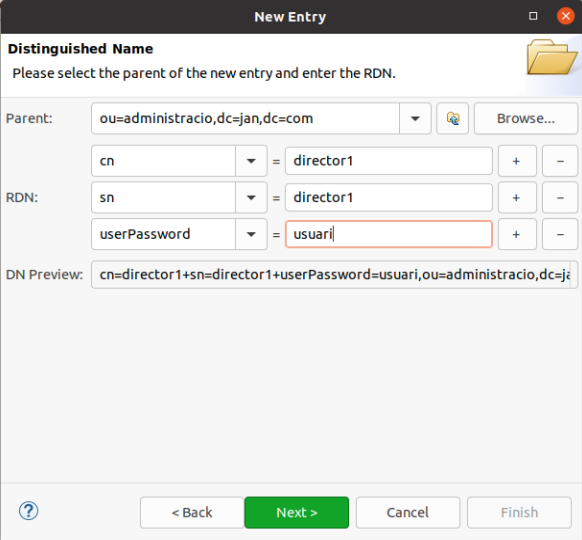 New Entry
Distinguished Name
Please select the parent of the new entry and enter the RDN.
Parent: ou=administracio,dc=jan,dc=com Browse...
cn = director1 + −
RDN: sn = director1 + −
userPassword = usuari + −
DN Preview: cn=director1+sn=director1+userPassword=usuari,ou=administracio,dc=ja
? < Back Next > Cancel Finish